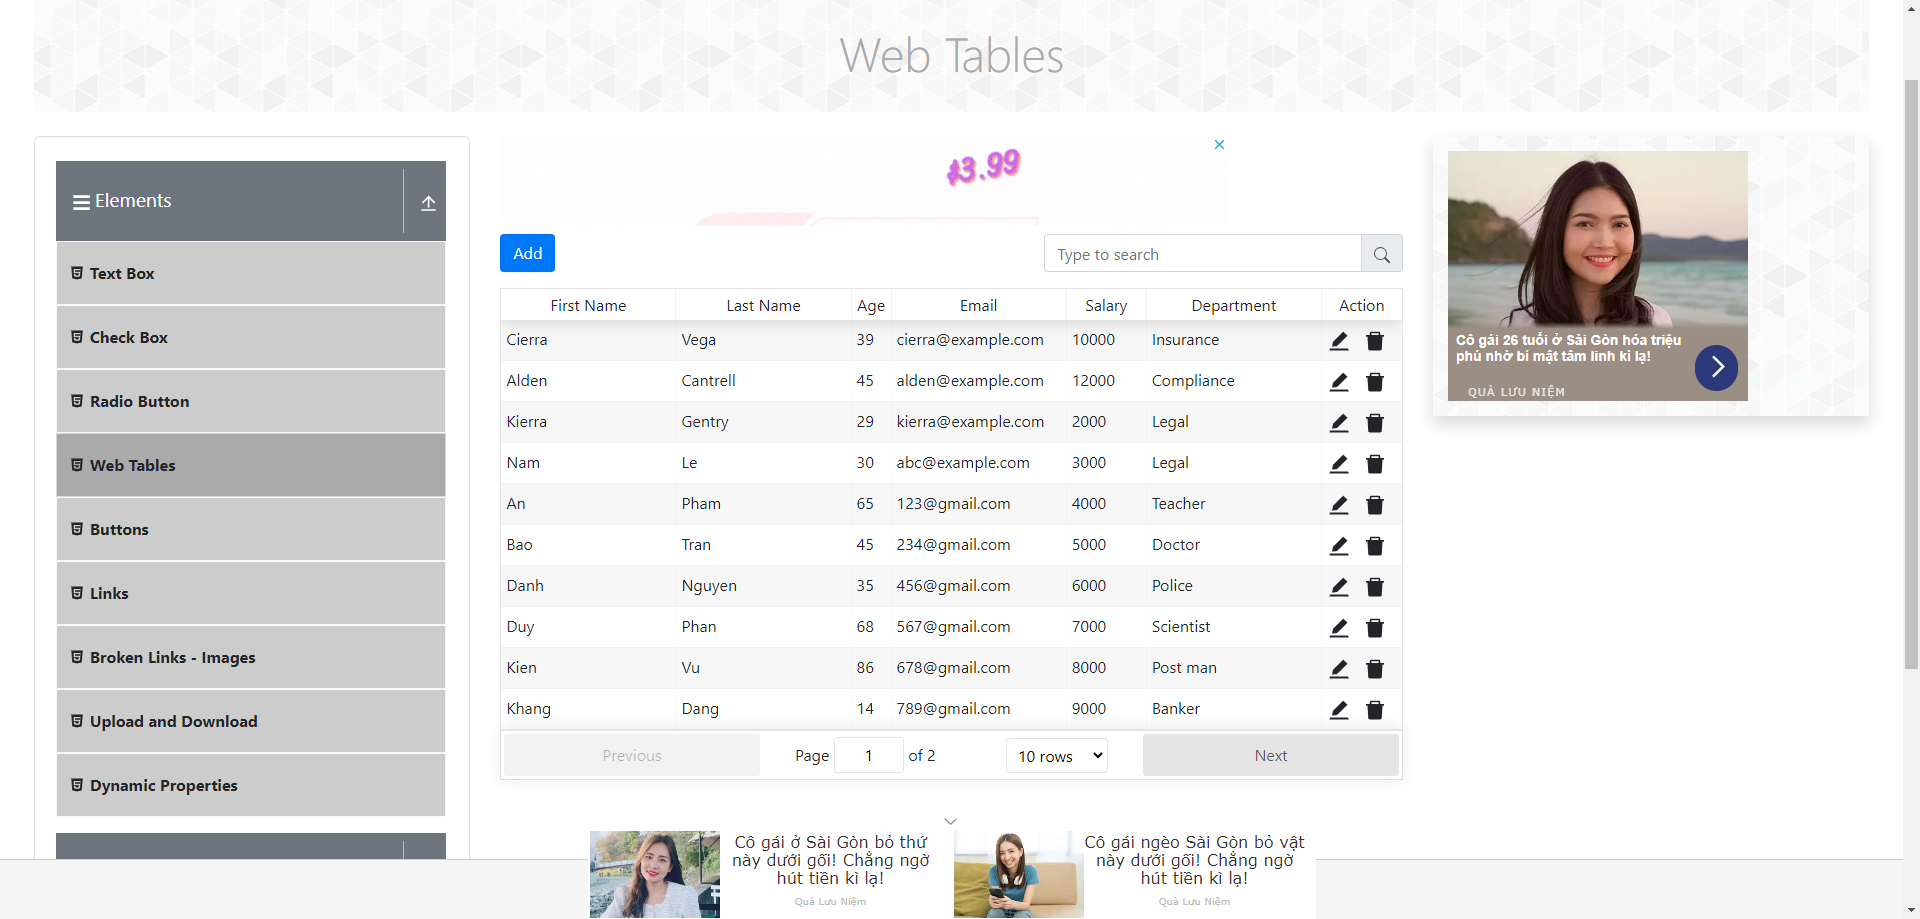 Web Tables
Elements
Text Box
Check Box
Radio Button
Web Tables
Buttons
Links
Broken Links - Images
Upload and Download
Dynamic Properties
$3.99
Add
Type to search
First Name Last Name Age Email Salary Department Action
Cierra Vega 39 cierra@example.com 10000 Insurance
Alden Cantrell 45 alden@example.com 12000 Compliance
Kierra Gentry 29 kierra@example.com 2000 Legal
Nam Le 30 abc@example.com 3000 Legal
An Pham 65 123@gmail.com 4000 Teacher
Bao Tran 45 234@gmail.com 5000 Doctor
Danh Nguyen 35 456@gmail.com 6000 Police
Duy Phan 68 567@gmail.com 7000 Scientist
Kien Vu 86 678@gmail.com 8000 Post man
Khang Dang 14 789@gmail.com 9000 Banker
Previous Page 1 of 2 10 rows Next
Cô gái 26 tuổi ở Sài Gòn hóa triệu
phú nhờ bí mật tâm linh kì lạ!
QUÀ LƯU NIỆM
Cô gái ở Sài Gòn bỏ thứ
này dưới gối! Chẳng ngờ
hút tiền kì lạ!
Quà Lưu Niệm
Cô gái ngèo Sài Gòn bỏ vật
này dưới gối! Chẳng ngờ
hút tiền kì lạ!
Quà Lưu Niệm